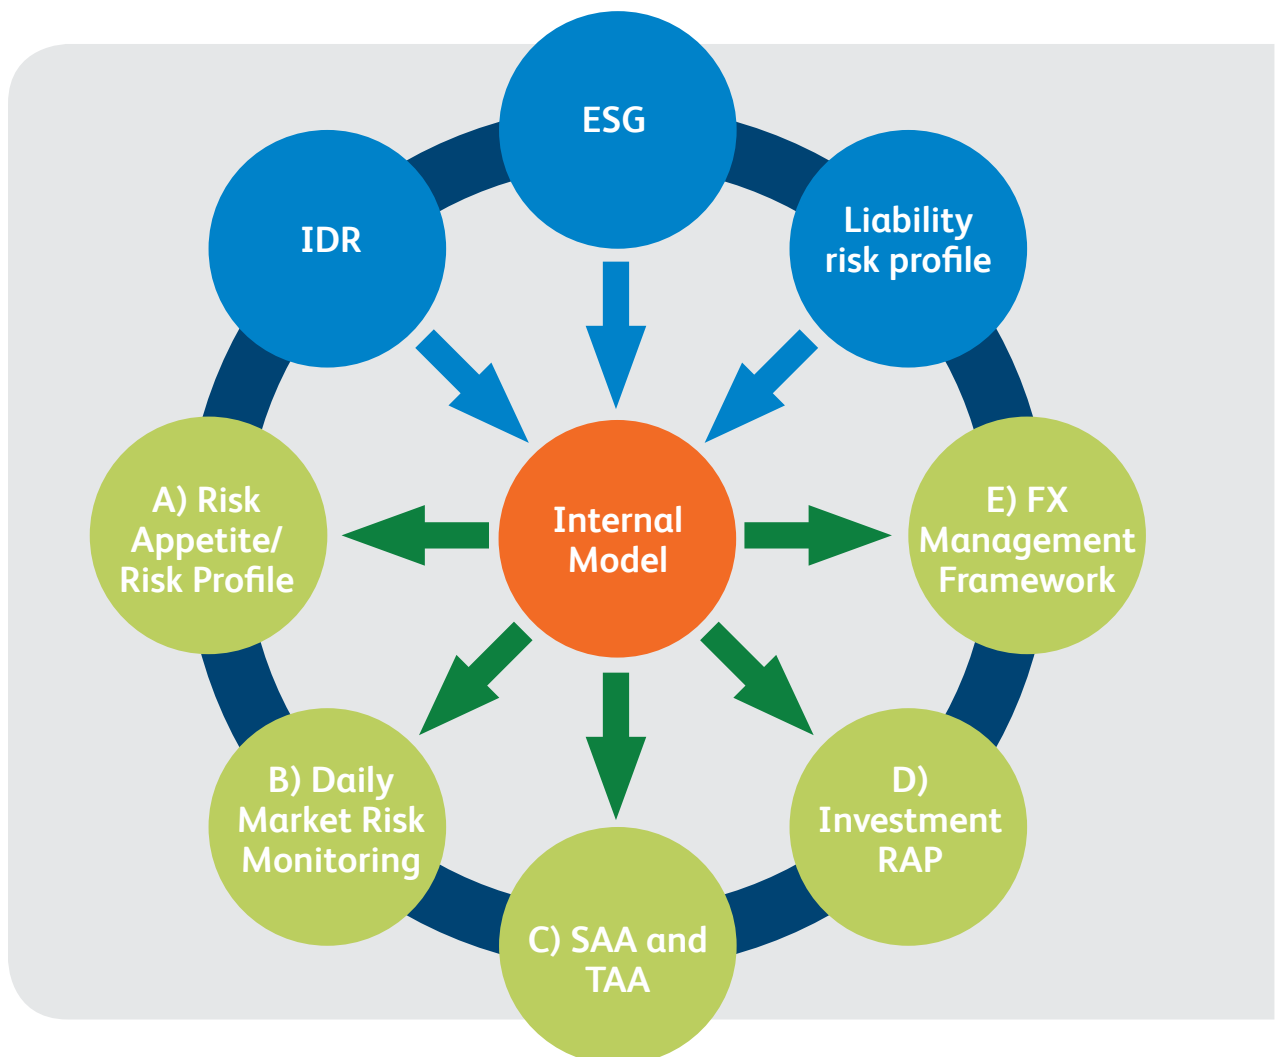 ESG
IDR
Liability
risk profile
A) Risk
Appetite/
Risk Profile
Internal
Model
E) FX
Management
Framework
B) Daily
Market Risk
Monitoring
D)
Investment
RAP
C) SAA and
TAA